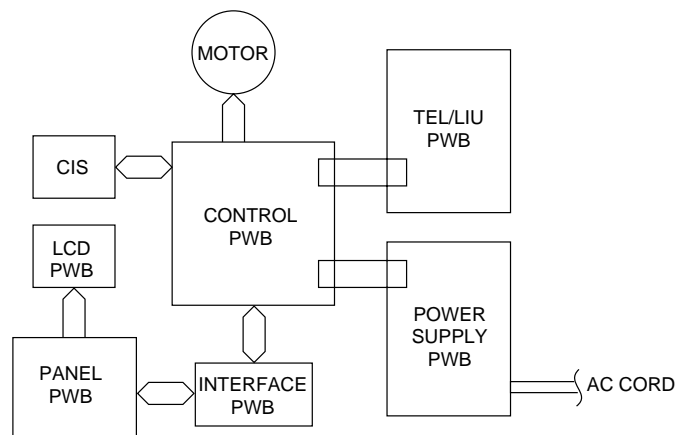 MOTOR
TEL/LIU
PWB
CIS
CONTROL
PWB
LCD
PWB
POWER
SUPPLY
PWB
PANEL
PWB
INTERFACE
PWB
AC CORD